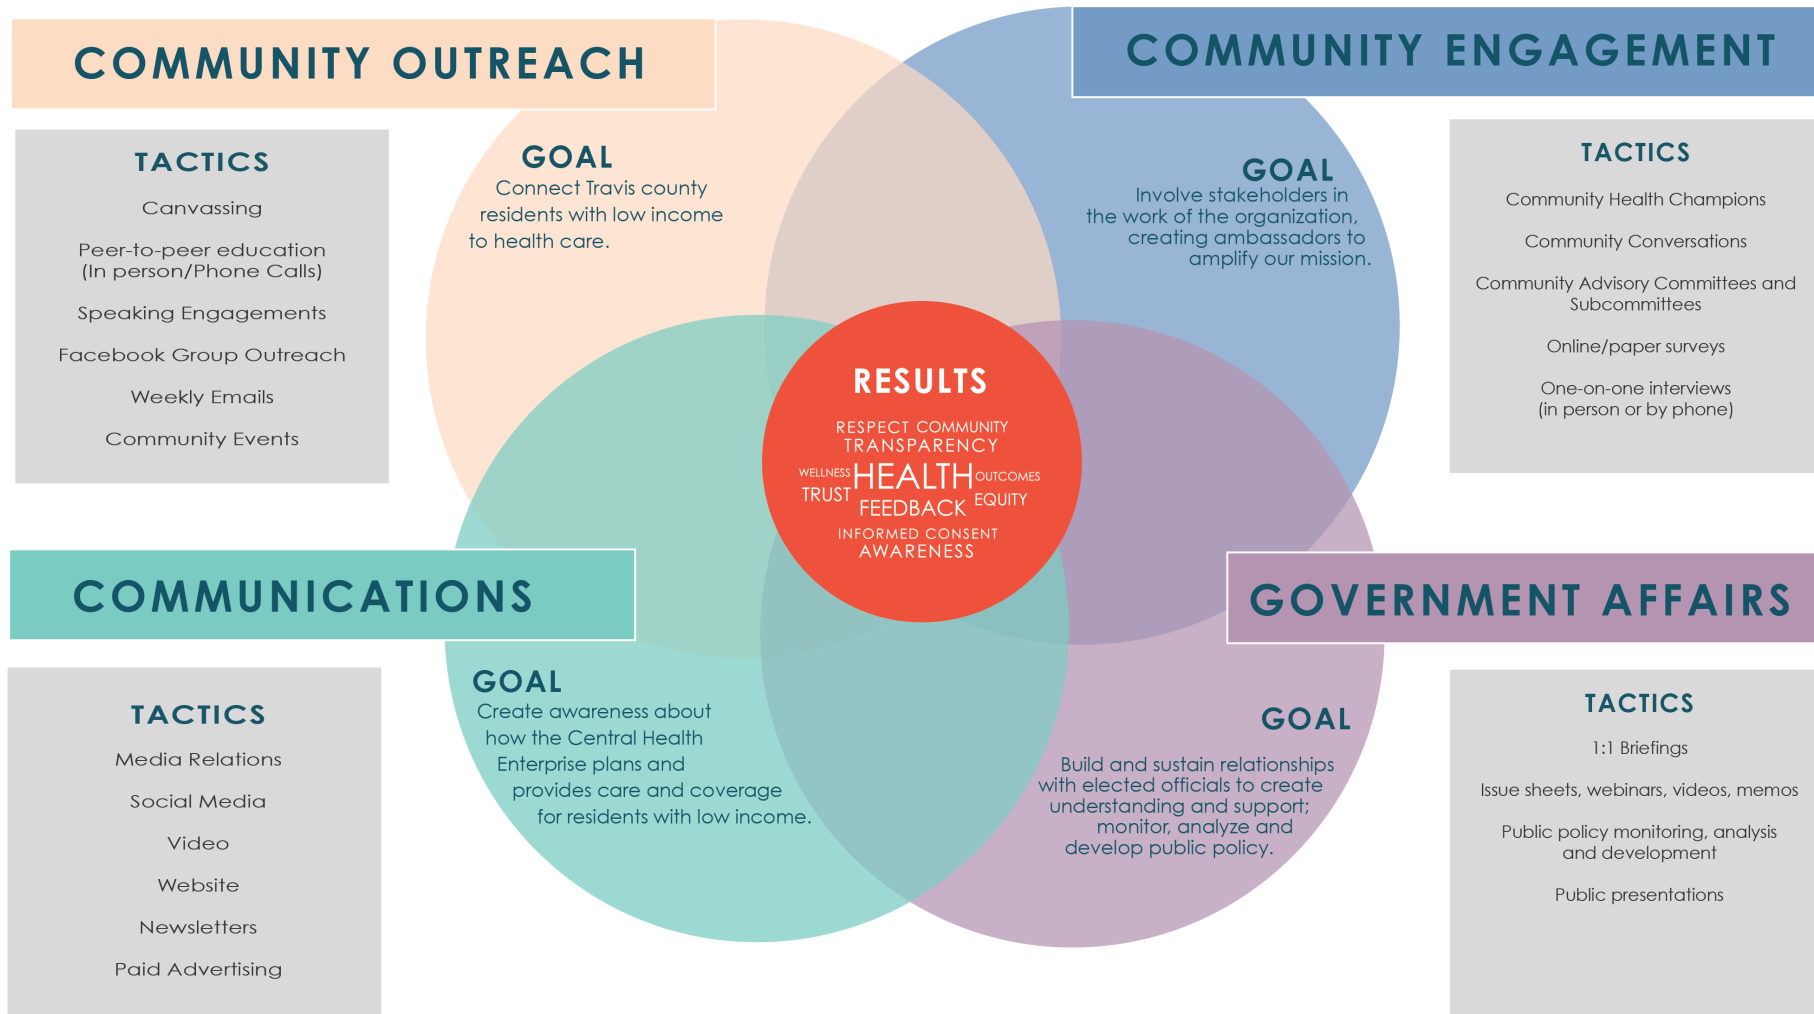 COMMUNITY OUTREACH
TACTICS
Canvassing
Peer-to-peer education
(In person/Phone Calls)
Speaking Engagements
Facebook Group Outreach
Weekly Emails
Community Events
GOAL
Connect Travis county
residents with low income
to health care.
COMMUNITY ENGAGEMENT
GOAL
Involve stakeholders in
the work of the organization,
creating ambassadors to
amplify our mission.
TACTICS
Community Health Champions
Community Conversations
Community Advisory Committees and
Subcommittees
Online/paper surveys
One-on-one interviews
(in person or by phone)
RESULTS
RESPECT COMMUNITY
TRANSPARENCY
WELLNESS HEALTH OUTCOMES
TRUST FEEDBACK EQUITY
INFORMED CONSENT
AWARENESS
COMMUNICATIONS
TACTICS
Media Relations
Social Media
Video
Website
Newsletters
Paid Advertising
GOAL
Create awareness about
how the Central Health
Enterprise plans and
provides care and coverage
for residents with low income.
GOVERNMENT AFFAIRS
GOAL
Build and sustain relationships
with elected officials to create
understanding and support;
monitor, analyze and
develop public policy.
TACTICS
1:1 Briefings
Issue sheets, webinars, videos, memos
Public policy monitoring, analysis
and development
Public presentations